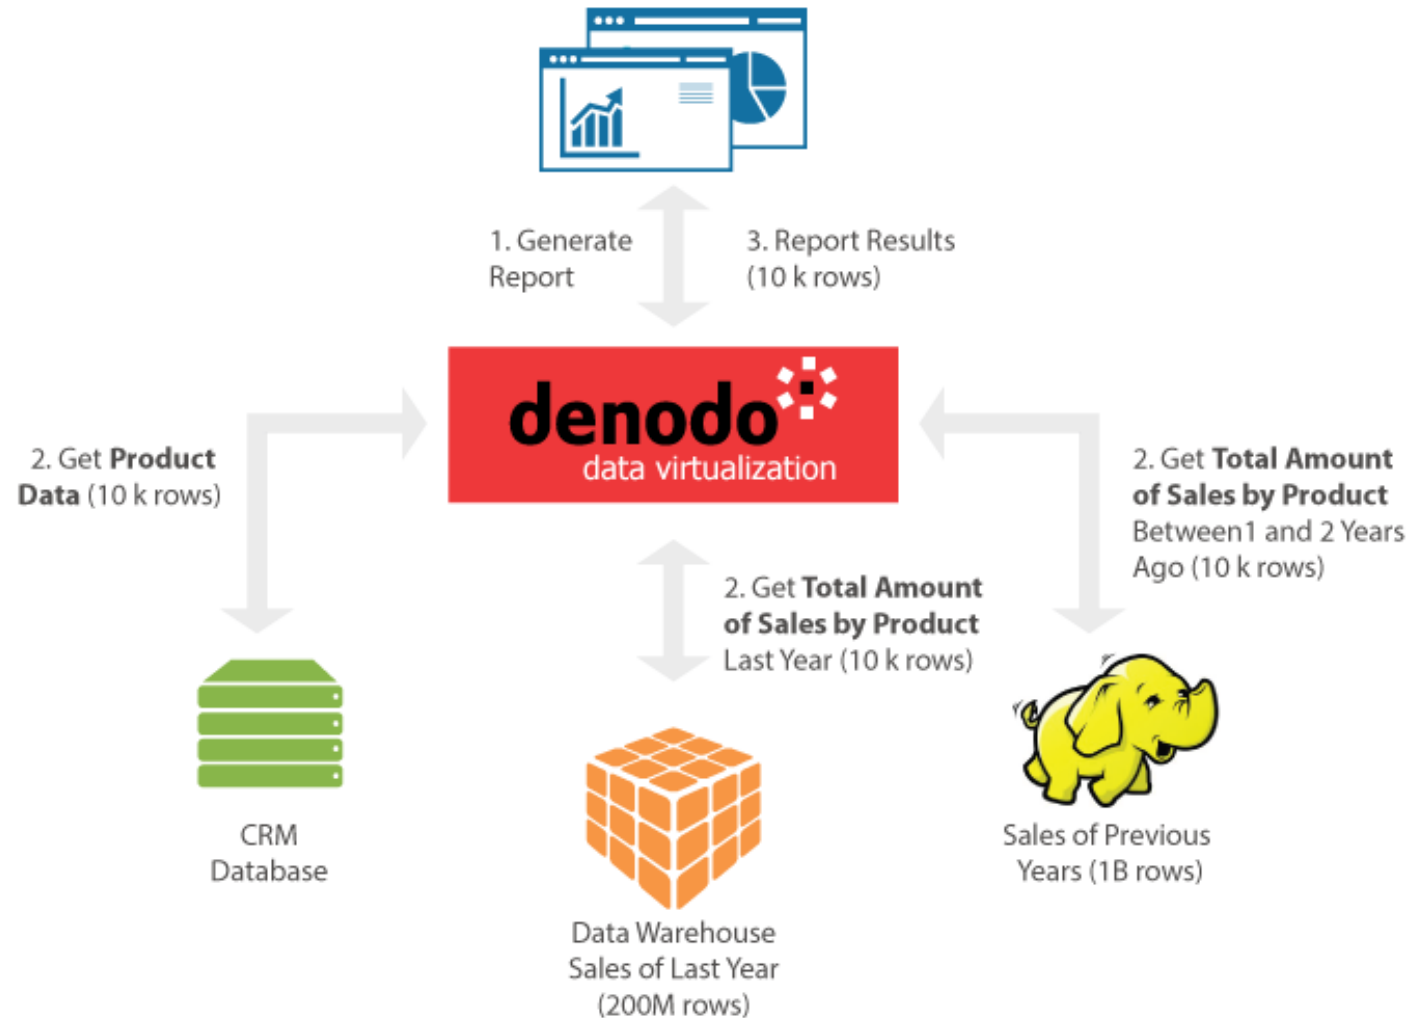 1. Generate
Report
3. Report Results
(10 k rows)
denodo
data virtualization
2. Get Product
Data (10 k rows)
2. Get Total Amount
of Sales by Product
Between1 and 2 Years
Ago (10 k rows)
2. Get Total Amount
of Sales by Product
Last Year (10 k rows)
CRM
Database
Sales of Previous
Years (1B rows)
Data Warehouse
Sales of Last Year
(200M rows)